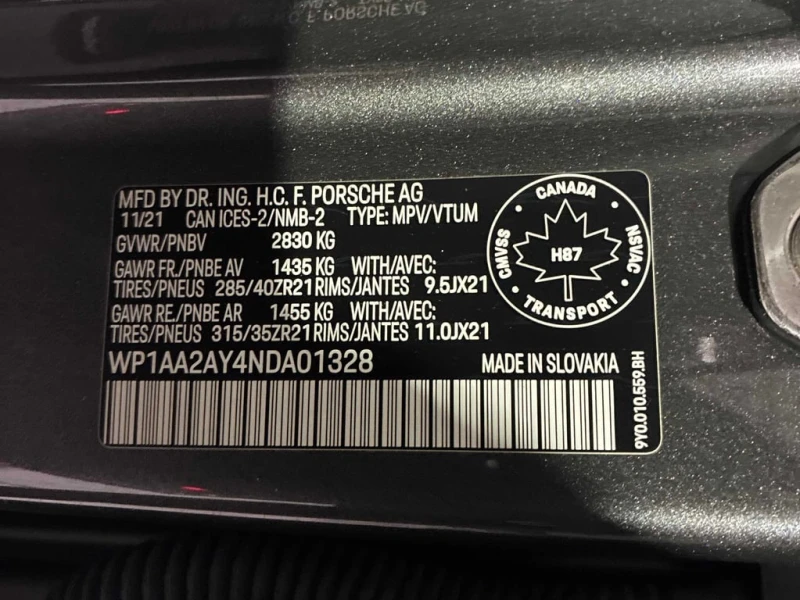 MFD BY DR. ING. H.C. F. PORSCHE AG
11/21 CAN ICES-2/NMB-2 TYPE: MPV/VTUM
GVWR/PNBV 2830 KG
GAWR FR./PNBE AV 1435 KG WITH/AVEC:
TIRES/PNEUS 285/40ZR21 RIMS/JANTES 9.5JX21
GAWR RE./PNBE AR 1455 KG WITH/AVEC:
TIRES/PNEUS 315/35ZR21 RIMS/JANTES 11.0JX21
WP1AA2AY4NDA01328 MADE IN SLOVAKIA
CANADA
CMVSS
H87
NSVAC
TRANSPORT
9Y0.010.559.BH
H.C. F. PORSCHE AG